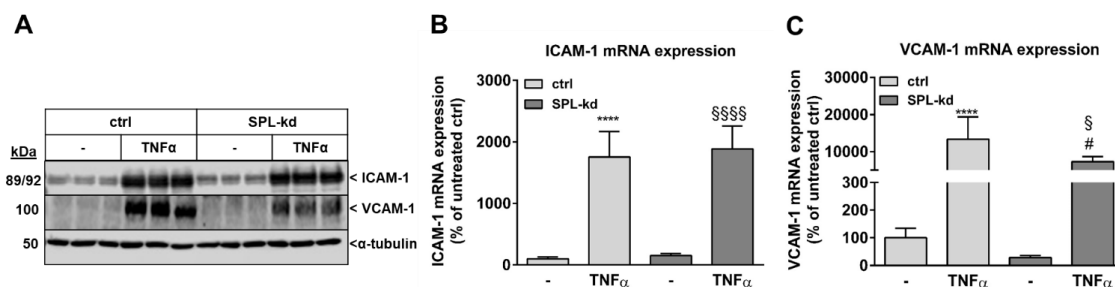 A
ctrl SPL-kd
- TNFα - TNFα
kDa
89/92 < ICAM-1
100 < VCAM-1
50 <α-tubulin
B
ICAM-1 mRNA expression
ICAM-1 mRNA expression
(% of untreated ctrl)
3000
2000
1000
0
ctrl
SPL-kd
****
§§§§
- TNFα - TNFα
C
VCAM-1 mRNA expression
VCAM-1 mRNA expression
(% of untreated ctrl)
30000
20000
10000
300
200
100
0
ctrl
SPL-kd
****
§
#
- TNFα - TNFα